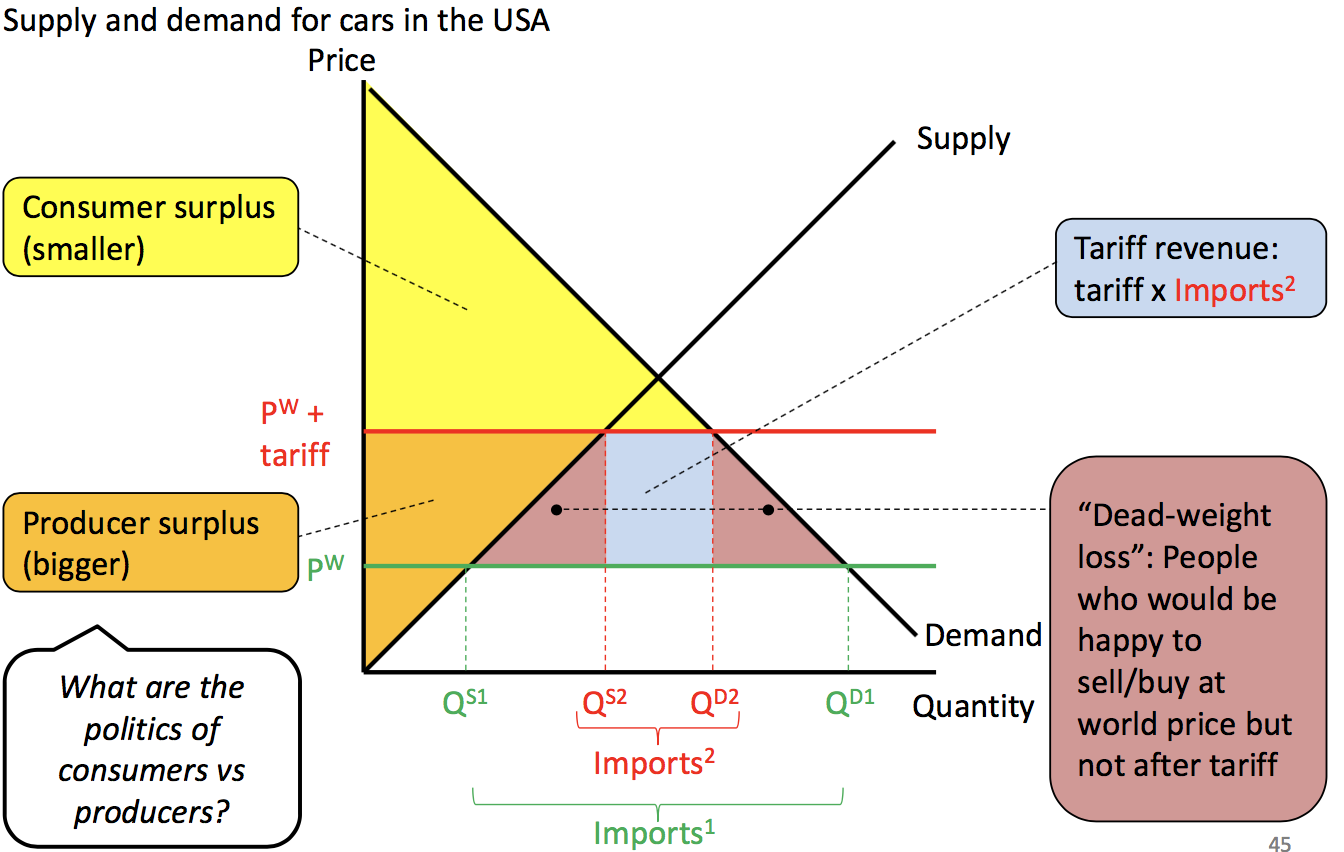 Supply and demand for cars in the USA
Price
Supply
Consumer surplus
(smaller)
Tariff revenue:
tariff x Imports²
Pᵂ +
tariff
Producer surplus
(bigger)
Pᵂ
“Dead-weight
loss”: People
who would be
happy to
sell/buy at
world price but
not after tariff
Demand
What are the
politics of
consumers vs
producers?
Qˢ¹
Qˢ²
Qᴰ²
Qᴰ¹
Quantity
Imports²
Imports¹
45